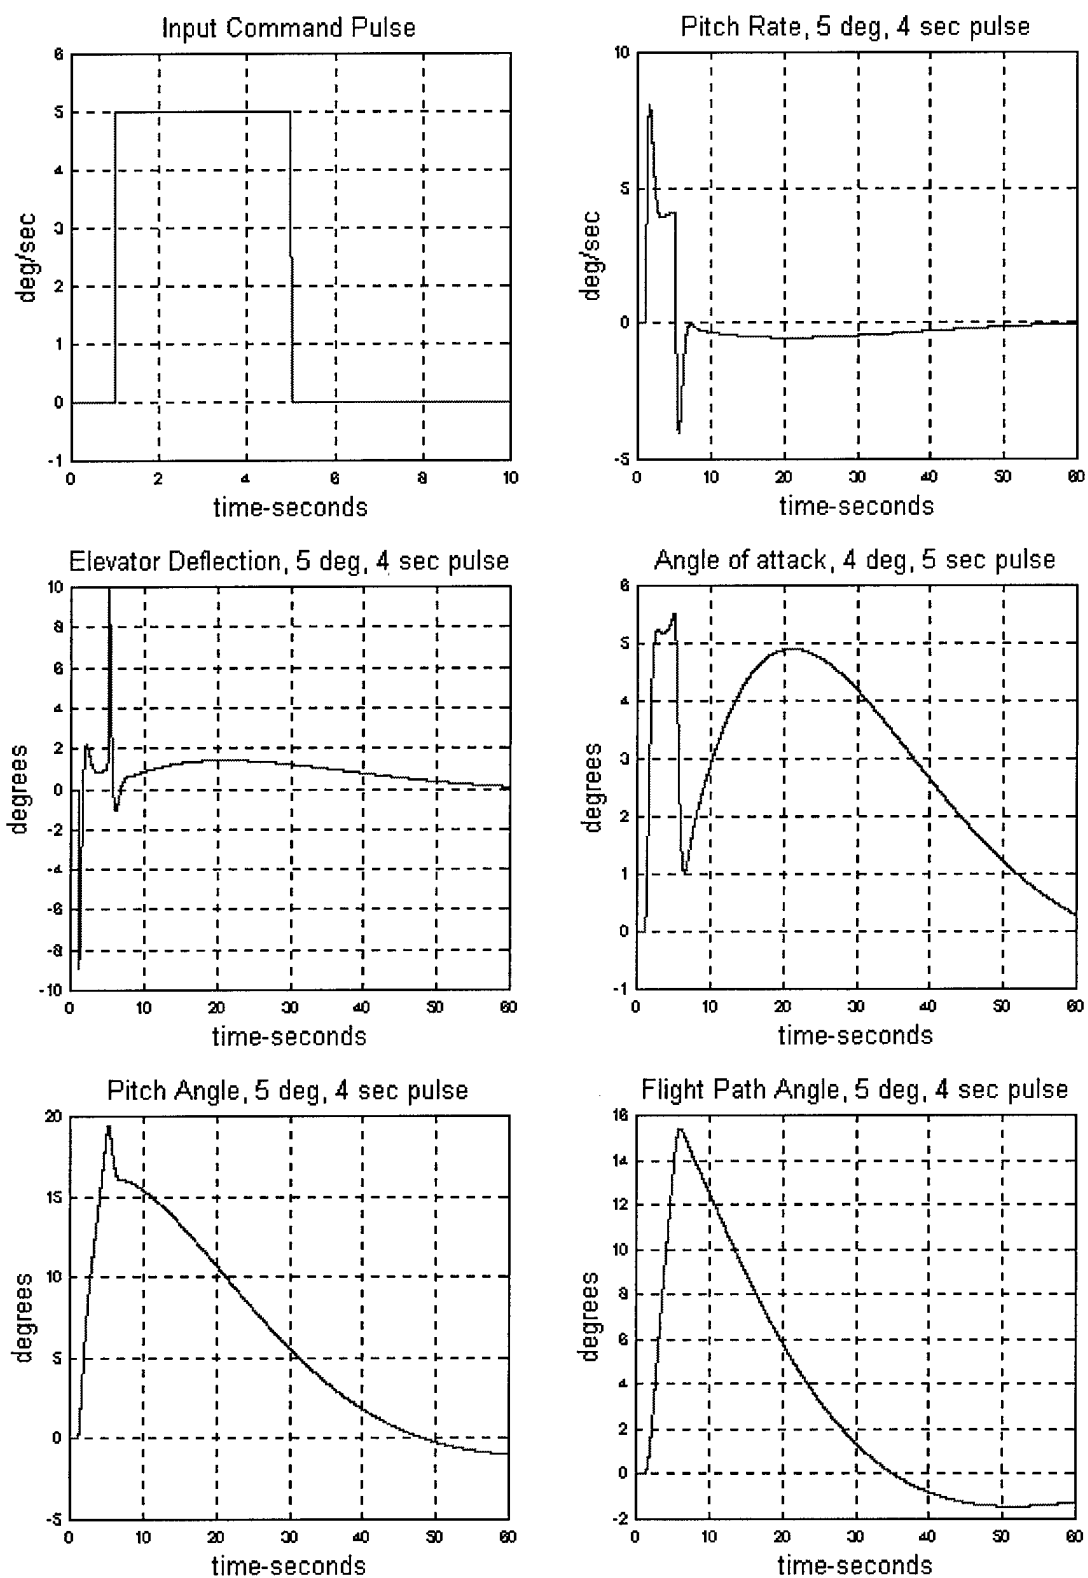 Input Command Pulse
6
5
4
3
2
1
0
-1
deg/sec
0 2 4 6 8 10
time-seconds
Pitch Rate, 5 deg, 4 sec pulse
10
5
0
-5
deg/sec
0 10 20 30 40 50 60
time-seconds
Elevator Deflection, 5 deg, 4 sec pulse
10
8
6
4
2
0
-2
-4
-6
-8
-10
degrees
0 10 20 30 40 50 60
time-seconds
Angle of attack, 4 deg, 5 sec pulse
6
5
4
3
2
1
0
-1
degrees
0 10 20 30 40 50 60
time-seconds
Pitch Angle, 5 deg, 4 sec pulse
20
15
10
5
0
-5
degrees
0 10 20 30 40 50 60
time-seconds
Flight Path Angle, 5 deg, 4 sec pulse
16
14
12
10
8
6
4
2
0
-2
degrees
0 10 20 30 40 50 60
time-seconds